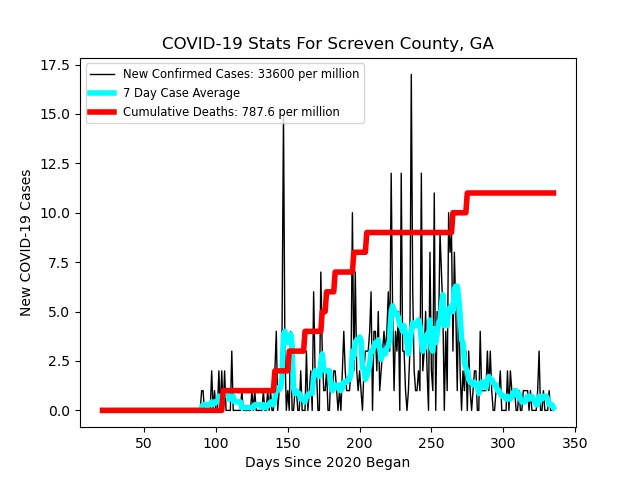 COVID-19 Stats For Screven County, GA
New Confirmed Cases: 33600 per million
7 Day Case Average
Cumulative Deaths: 787.6 per million
New COVID-19 Cases
17.5
15.0
12.5
10.0
7.5
5.0
2.5
0.0
50 100 150 200 250 300 350
Days Since 2020 Began